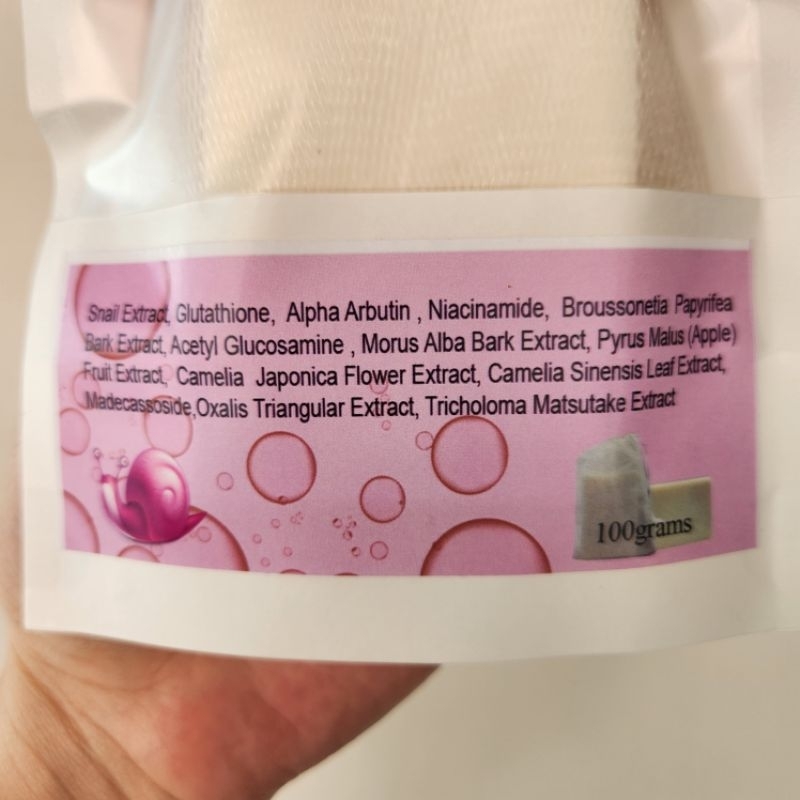 Snail Extract, Glutathione, Alpha Arbutin , Niacinamide, Broussonetia Papyrifea
Bark Extract, Acetyl Glucosamine , Morus Alba Bark Extract, Pyrus Malus (Apple)
Fruit Extract, Camelia Japonica Flower Extract, Camelia Sinensis Leaf Extract,
Madecassoside,Oxalis Triangular Extract, Tricholoma Matsutake Extract
100grams